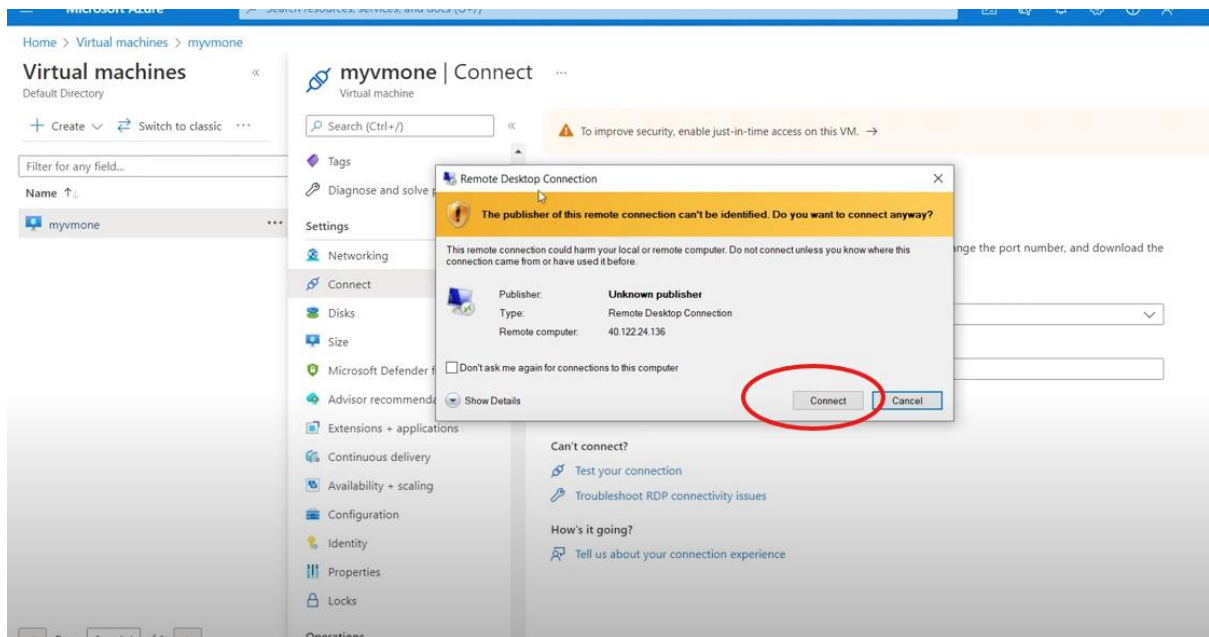 Microsoft Azure
Search resources, services, and docs (G+/)
Home > Virtual machines > myvmone
Virtual machines «
Default Directory
+ Create Switch to classic ···
Filter for any field...
Name ↑↓
myvmone ···
myvmone | Connect ···
Virtual machine
Search (Ctrl+/) «
Tags
Diagnose and solve
Settings
Networking
Connect
Disks
Size
Microsoft Defender f
Advisor recommenda
Extensions + applications
Continuous delivery
Availability + scaling
Configuration
Identity
Properties
Locks
Operations
To improve security, enable just-in-time access on this VM. →
nge the port number, and download the
Remote Desktop Connection
The publisher of this remote connection can't be identified. Do you want to connect anyway?
This remote connection could harm your local or remote computer. Do not connect unless you know where this
connection came from or have used it before.
Publisher: Unknown publisher
Type: Remote Desktop Connection
Remote computer: 40.122.24.136
Don't ask me again for connections to this computer
Show Details Connect Cancel
Can't connect?
Test your connection
Troubleshoot RDP connectivity issues
How's it going?
Tell us about your connection experience